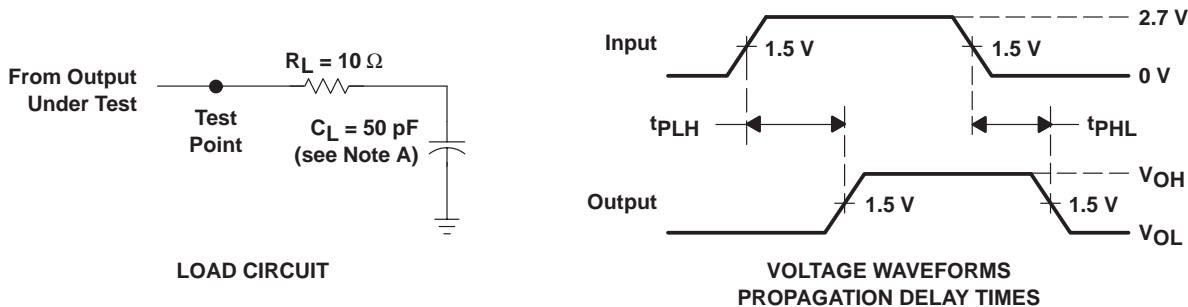 From Output
Under Test
Test
Point
RL = 10 Ω
CL = 50 pF
(see Note A)
LOAD CIRCUIT
Input
1.5 V
1.5 V
2.7 V
0 V
tPLH
tPHL
Output
1.5 V
1.5 V
VOH
VOL
VOLTAGE WAVEFORMS
PROPAGATION DELAY TIMES